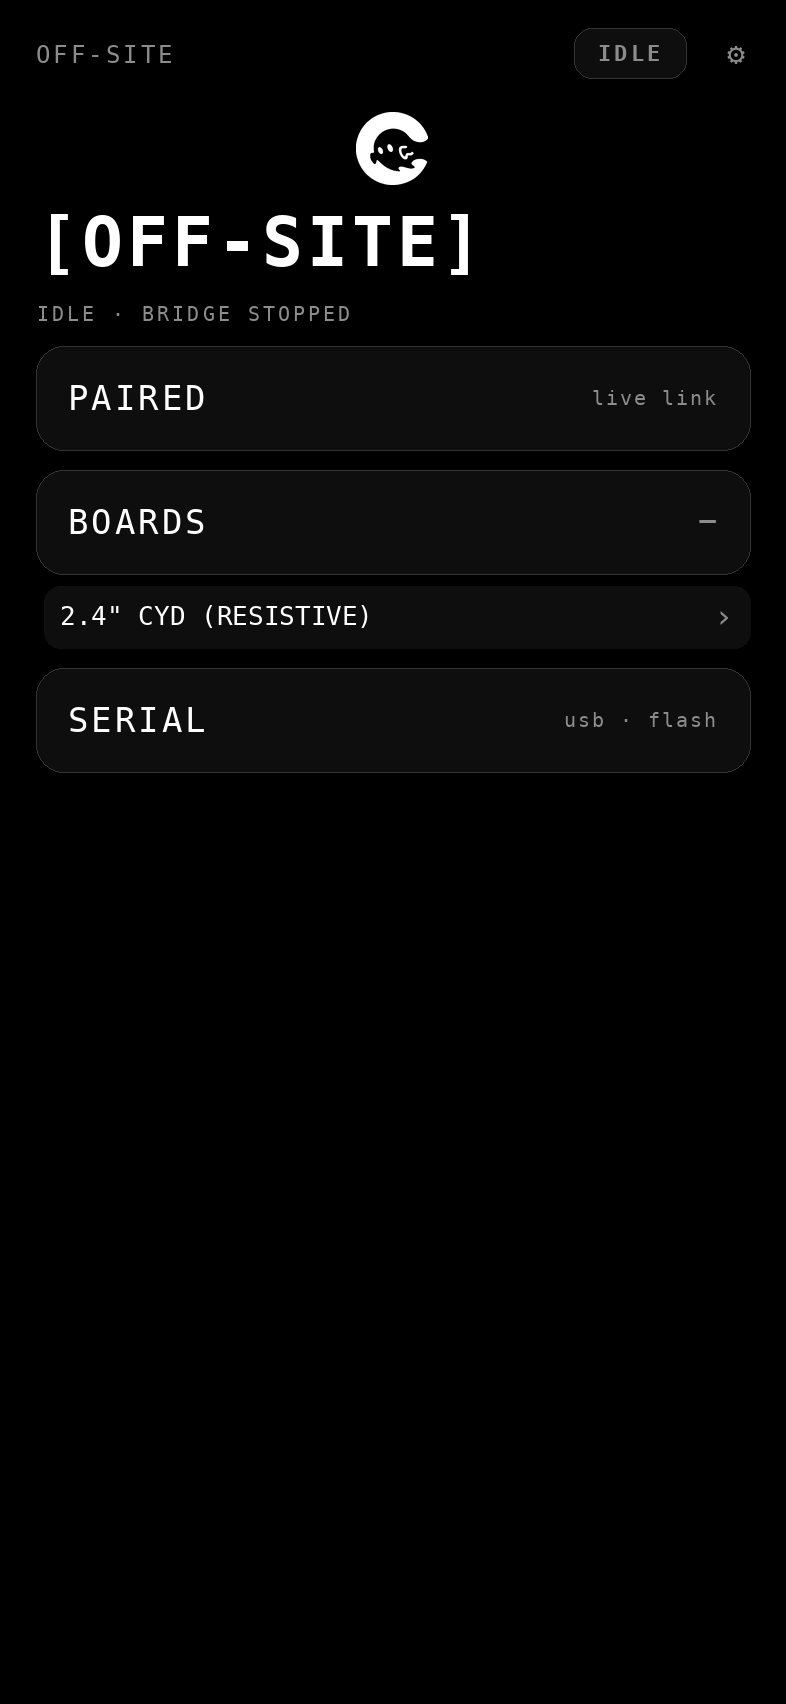 OFF-SITE IDLE ⚙
[OFF-SITE]
IDLE · BRIDGE STOPPED
PAIRED live link
BOARDS –
2.4" CYD (RESISTIVE) ›
SERIAL usb · flash